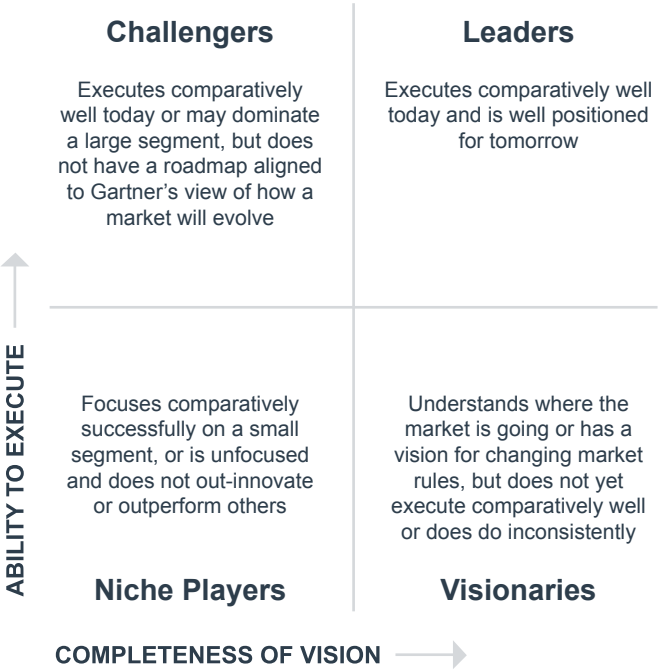 Challengers
Executes comparatively
well today or may dominate
a large segment, but does
not have a roadmap aligned
to Gartner’s view of how a
market will evolve
Leaders
Executes comparatively well
today and is well positioned
for tomorrow
ABILITY TO EXECUTE
Focuses comparatively
successfully on a small
segment, or is unfocused
and does not out-innovate
or outperform others
Niche Players
Understands where the
market is going or has a
vision for changing market
rules, but does not yet
execute comparatively well
or does do inconsistently
Visionaries
COMPLETENESS OF VISION